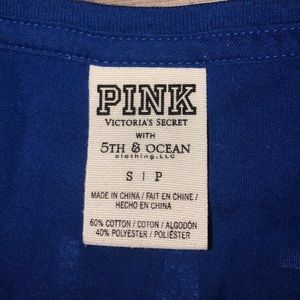 PINK
VICTORIA'S SECRET
WITH
5TH & OCEAN
clothing, LLC
S | P
MADE IN CHINA / FAIT EN CHINE /
HECHO EN CHINA
60% COTTON / COTON / ALGODÓN
40% POLYESTER / POLIÉSTER